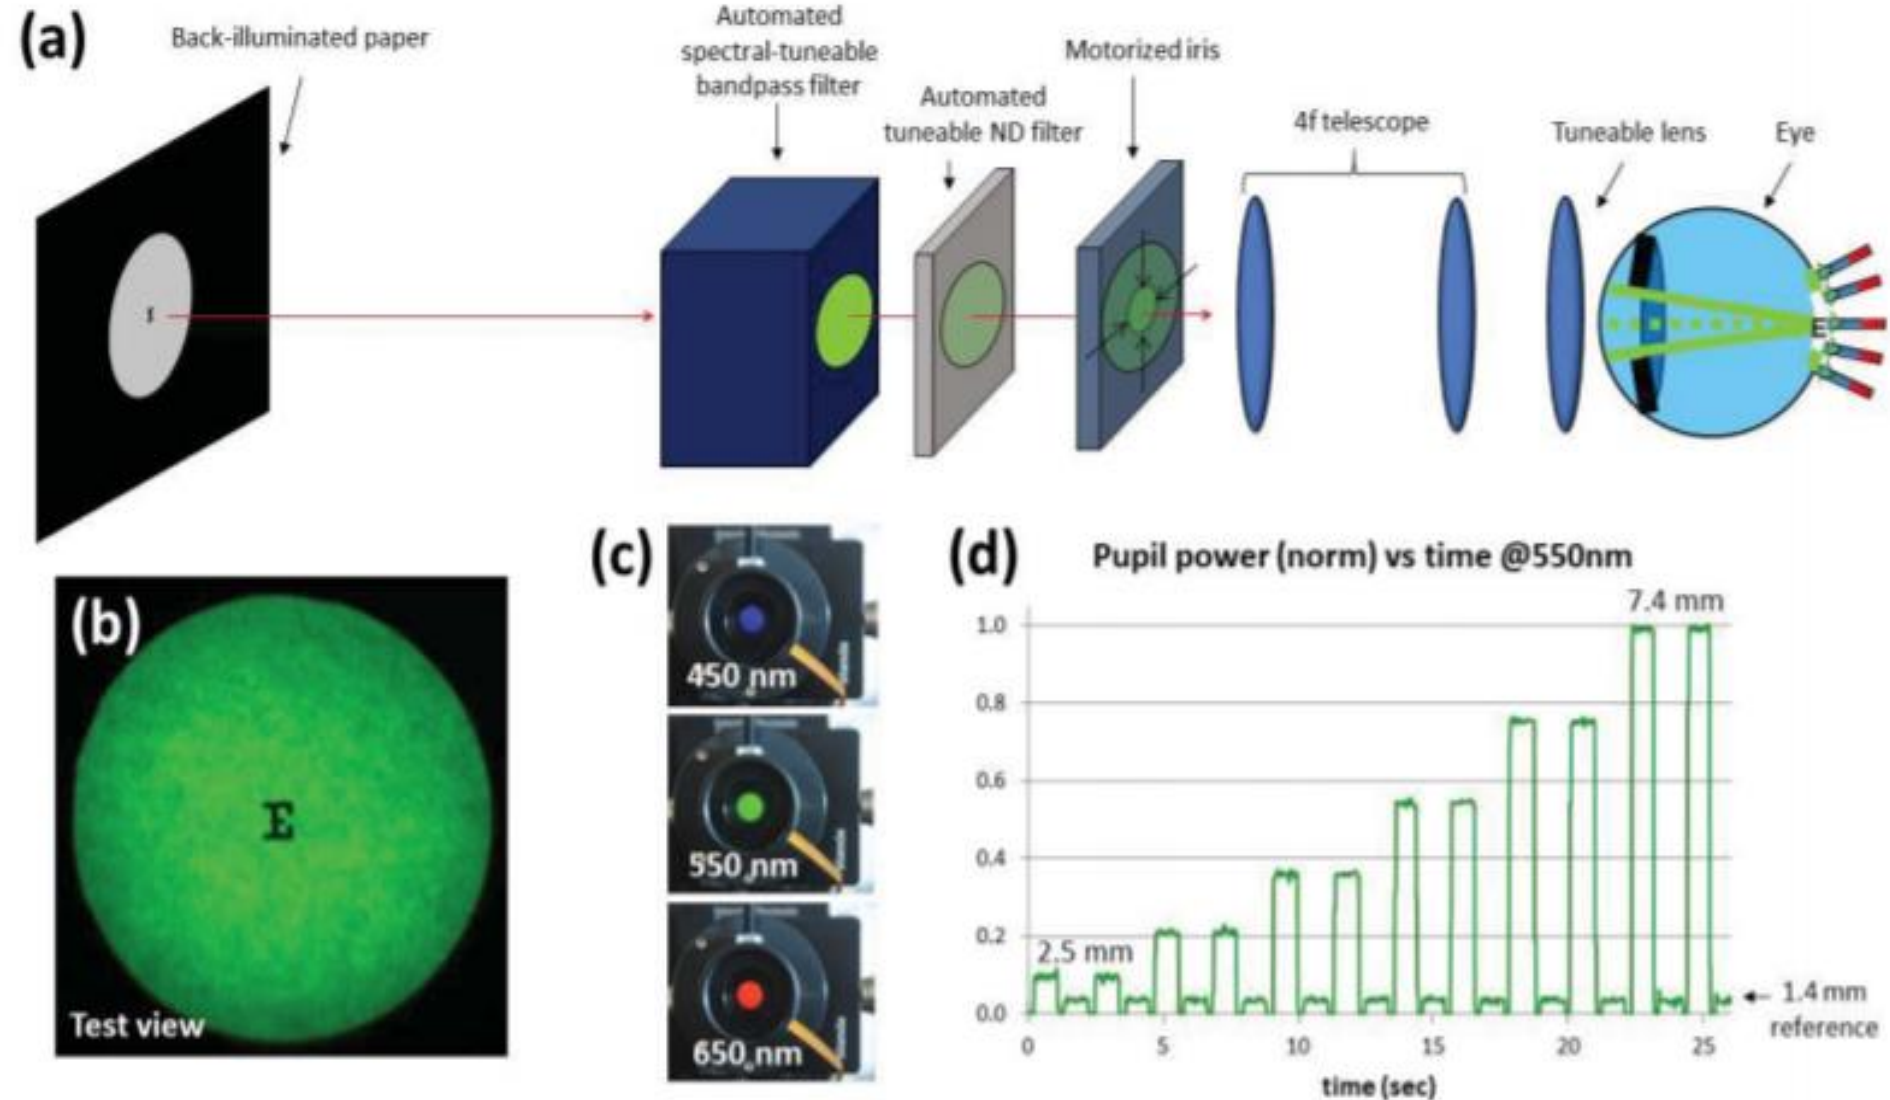 (a)
Back-illuminated paper
Automated
spectral-tuneable
bandpass filter
Automated
tuneable ND filter
Motorized iris
4f telescope
Tuneable lens
Eye
E
E
(b)
E
Test view
(c)
450 nm
550 nm
650 nm
(d)
Pupil power (norm) vs time @550nm
7.4 mm
1.0
0.8
0.6
0.4
0.2
0.0
2.5 mm
1.4 mm
reference
0 5 10 15 20 25
time (sec)